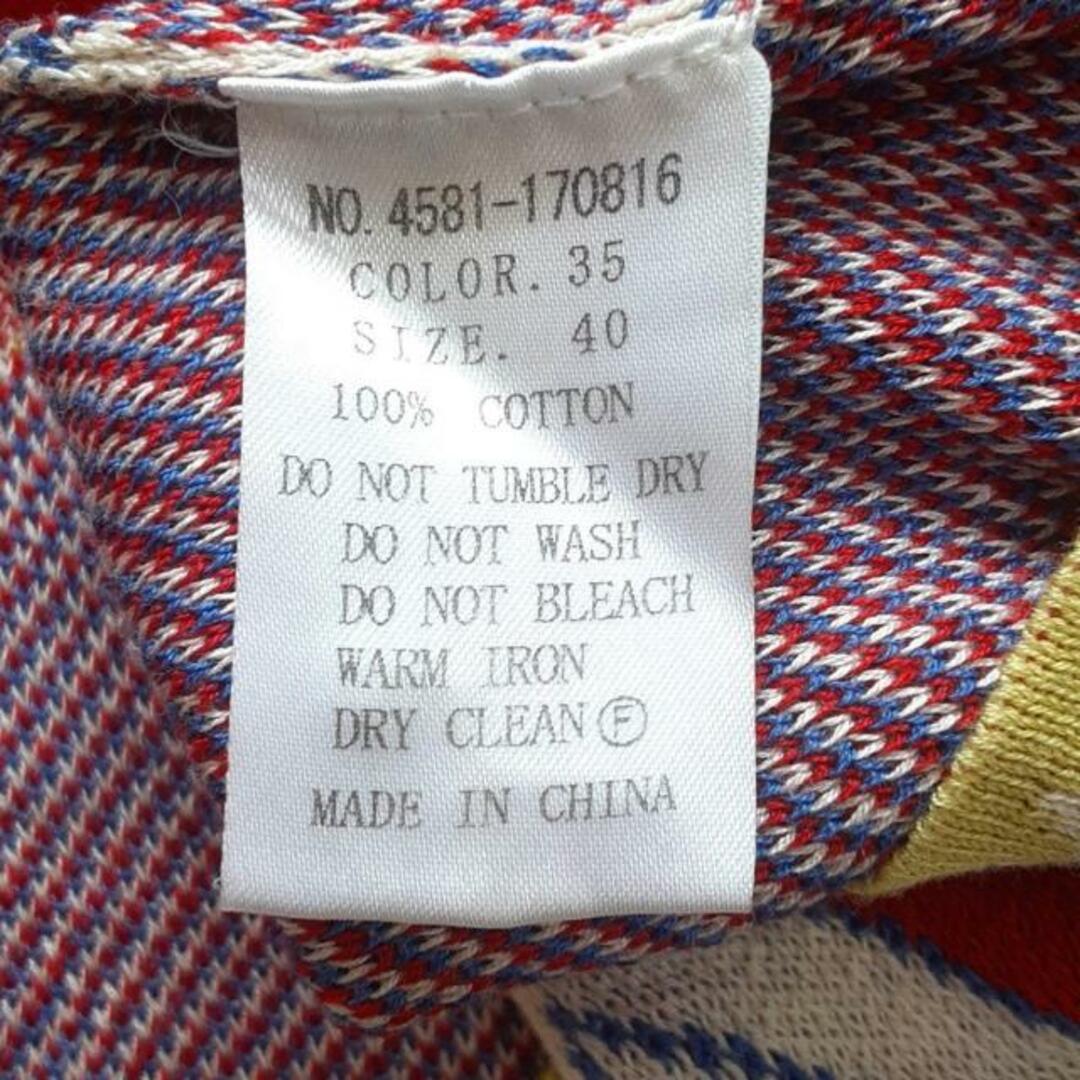 NO. 4581-170816
COLOR. 35
SIZE. 40
100% COTTON
DO NOT TUMBLE DRY
DO NOT WASH
DO NOT BLEACH
WARM IRON
DRY CLEAN Ⓕ
MADE IN CHINA